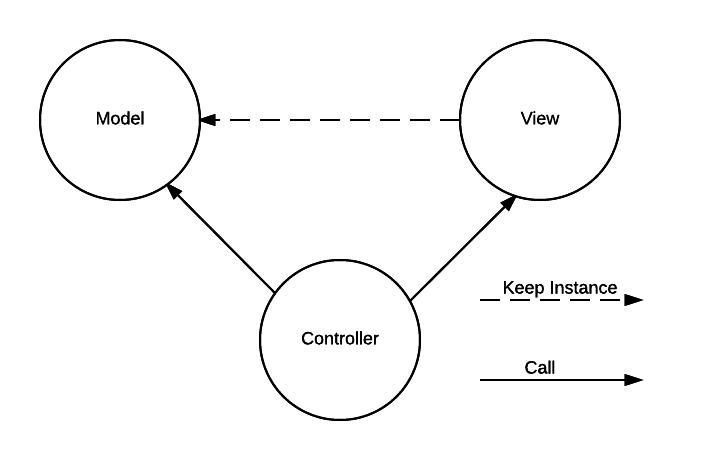 Model
View
Keep Instance
Controller
Call